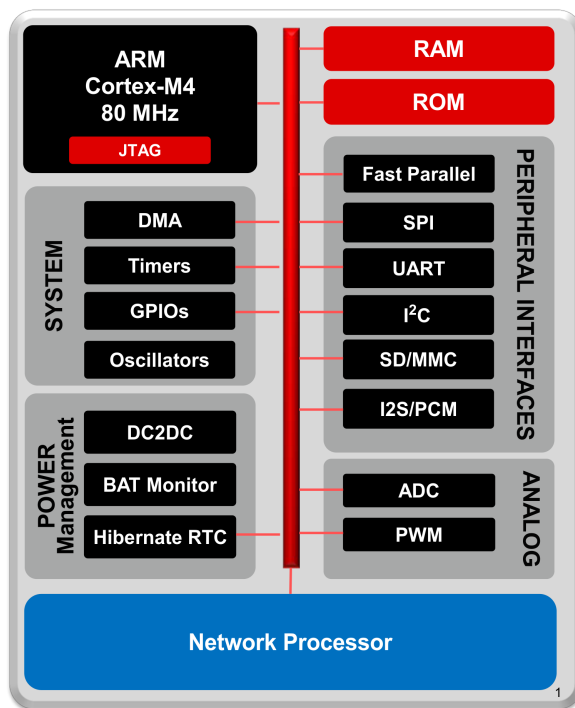 ARM
Cortex-M4
80 MHz
JTAG
RAM
ROM
SYSTEM
DMA
Timers
GPIOs
Oscillators
PERIPHERAL INTERFACES
Fast Parallel
SPI
UART
I²C
SD/MMC
I2S/PCM
POWER
Management
DC2DC
BAT Monitor
Hibernate RTC
ANALOG
ADC
PWM
Network Processor
1